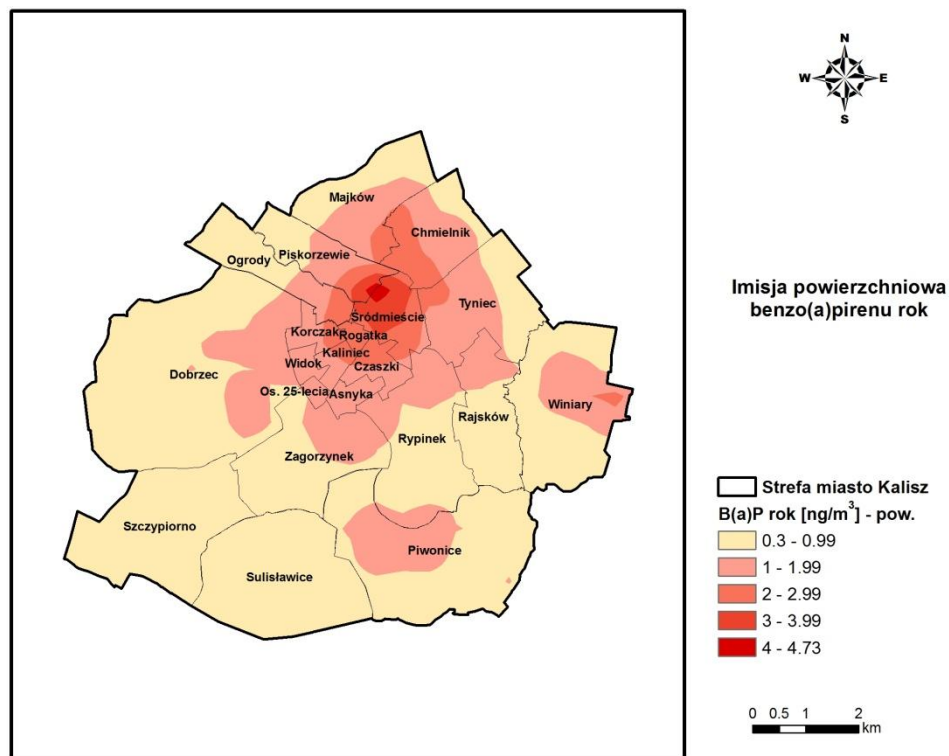 N
W E
S
Majków
Chmielnik
Piskorzewie
Ogrody
Tyniec
Śródmieście
Korczak
Rogatka
Kaliniec
Widok
Czaszki
Dobrzec
Os. 25-lecia
Asnyka
Winiary
Rypinek
Rajsków
Zagorzynek
Szczypiorno
Piwonice
Sulisławice
Imisja powierzchniowa
benzo(a)pirenu rok
Strefa miasto Kalisz
B(a)P rok [ng/m³] - pow.
0.3 - 0.99
1 - 1.99
2 - 2.99
3 - 3.99
4 - 4.73
0 0.5 1 2
km